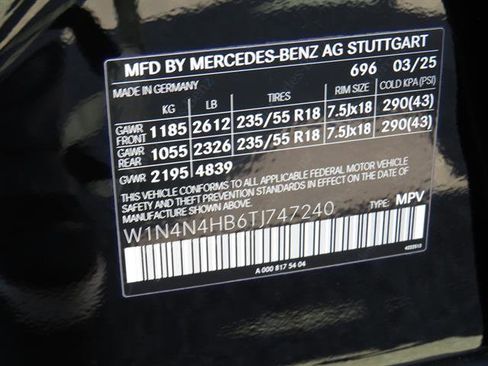 MFD BY MERCEDES-BENZ AG STUTTGART
MADE IN GERMANY 696 03/25
KG LB TIRES RIM SIZE COLD KPA (PSI)
GAWR FRONT 1185 2612 235/55 R18 7.5Jx18 290(43)
GAWR REAR 1055 2326 235/55 R18 7.5Jx18 290(43)
GVWR 2195 4839
THIS VEHICLE CONFORMS TO ALL APPLICABLE FEDERAL MOTOR VEHICLE
SAFETY AND THEFT PREVENTION STANDARDS IN EFFECT ON THE DATE OF
MANUFACTURE SHOWN ABOVE.
W1N4N4HB6TJ747240 TYPE: MPV
A 000 817 54 04